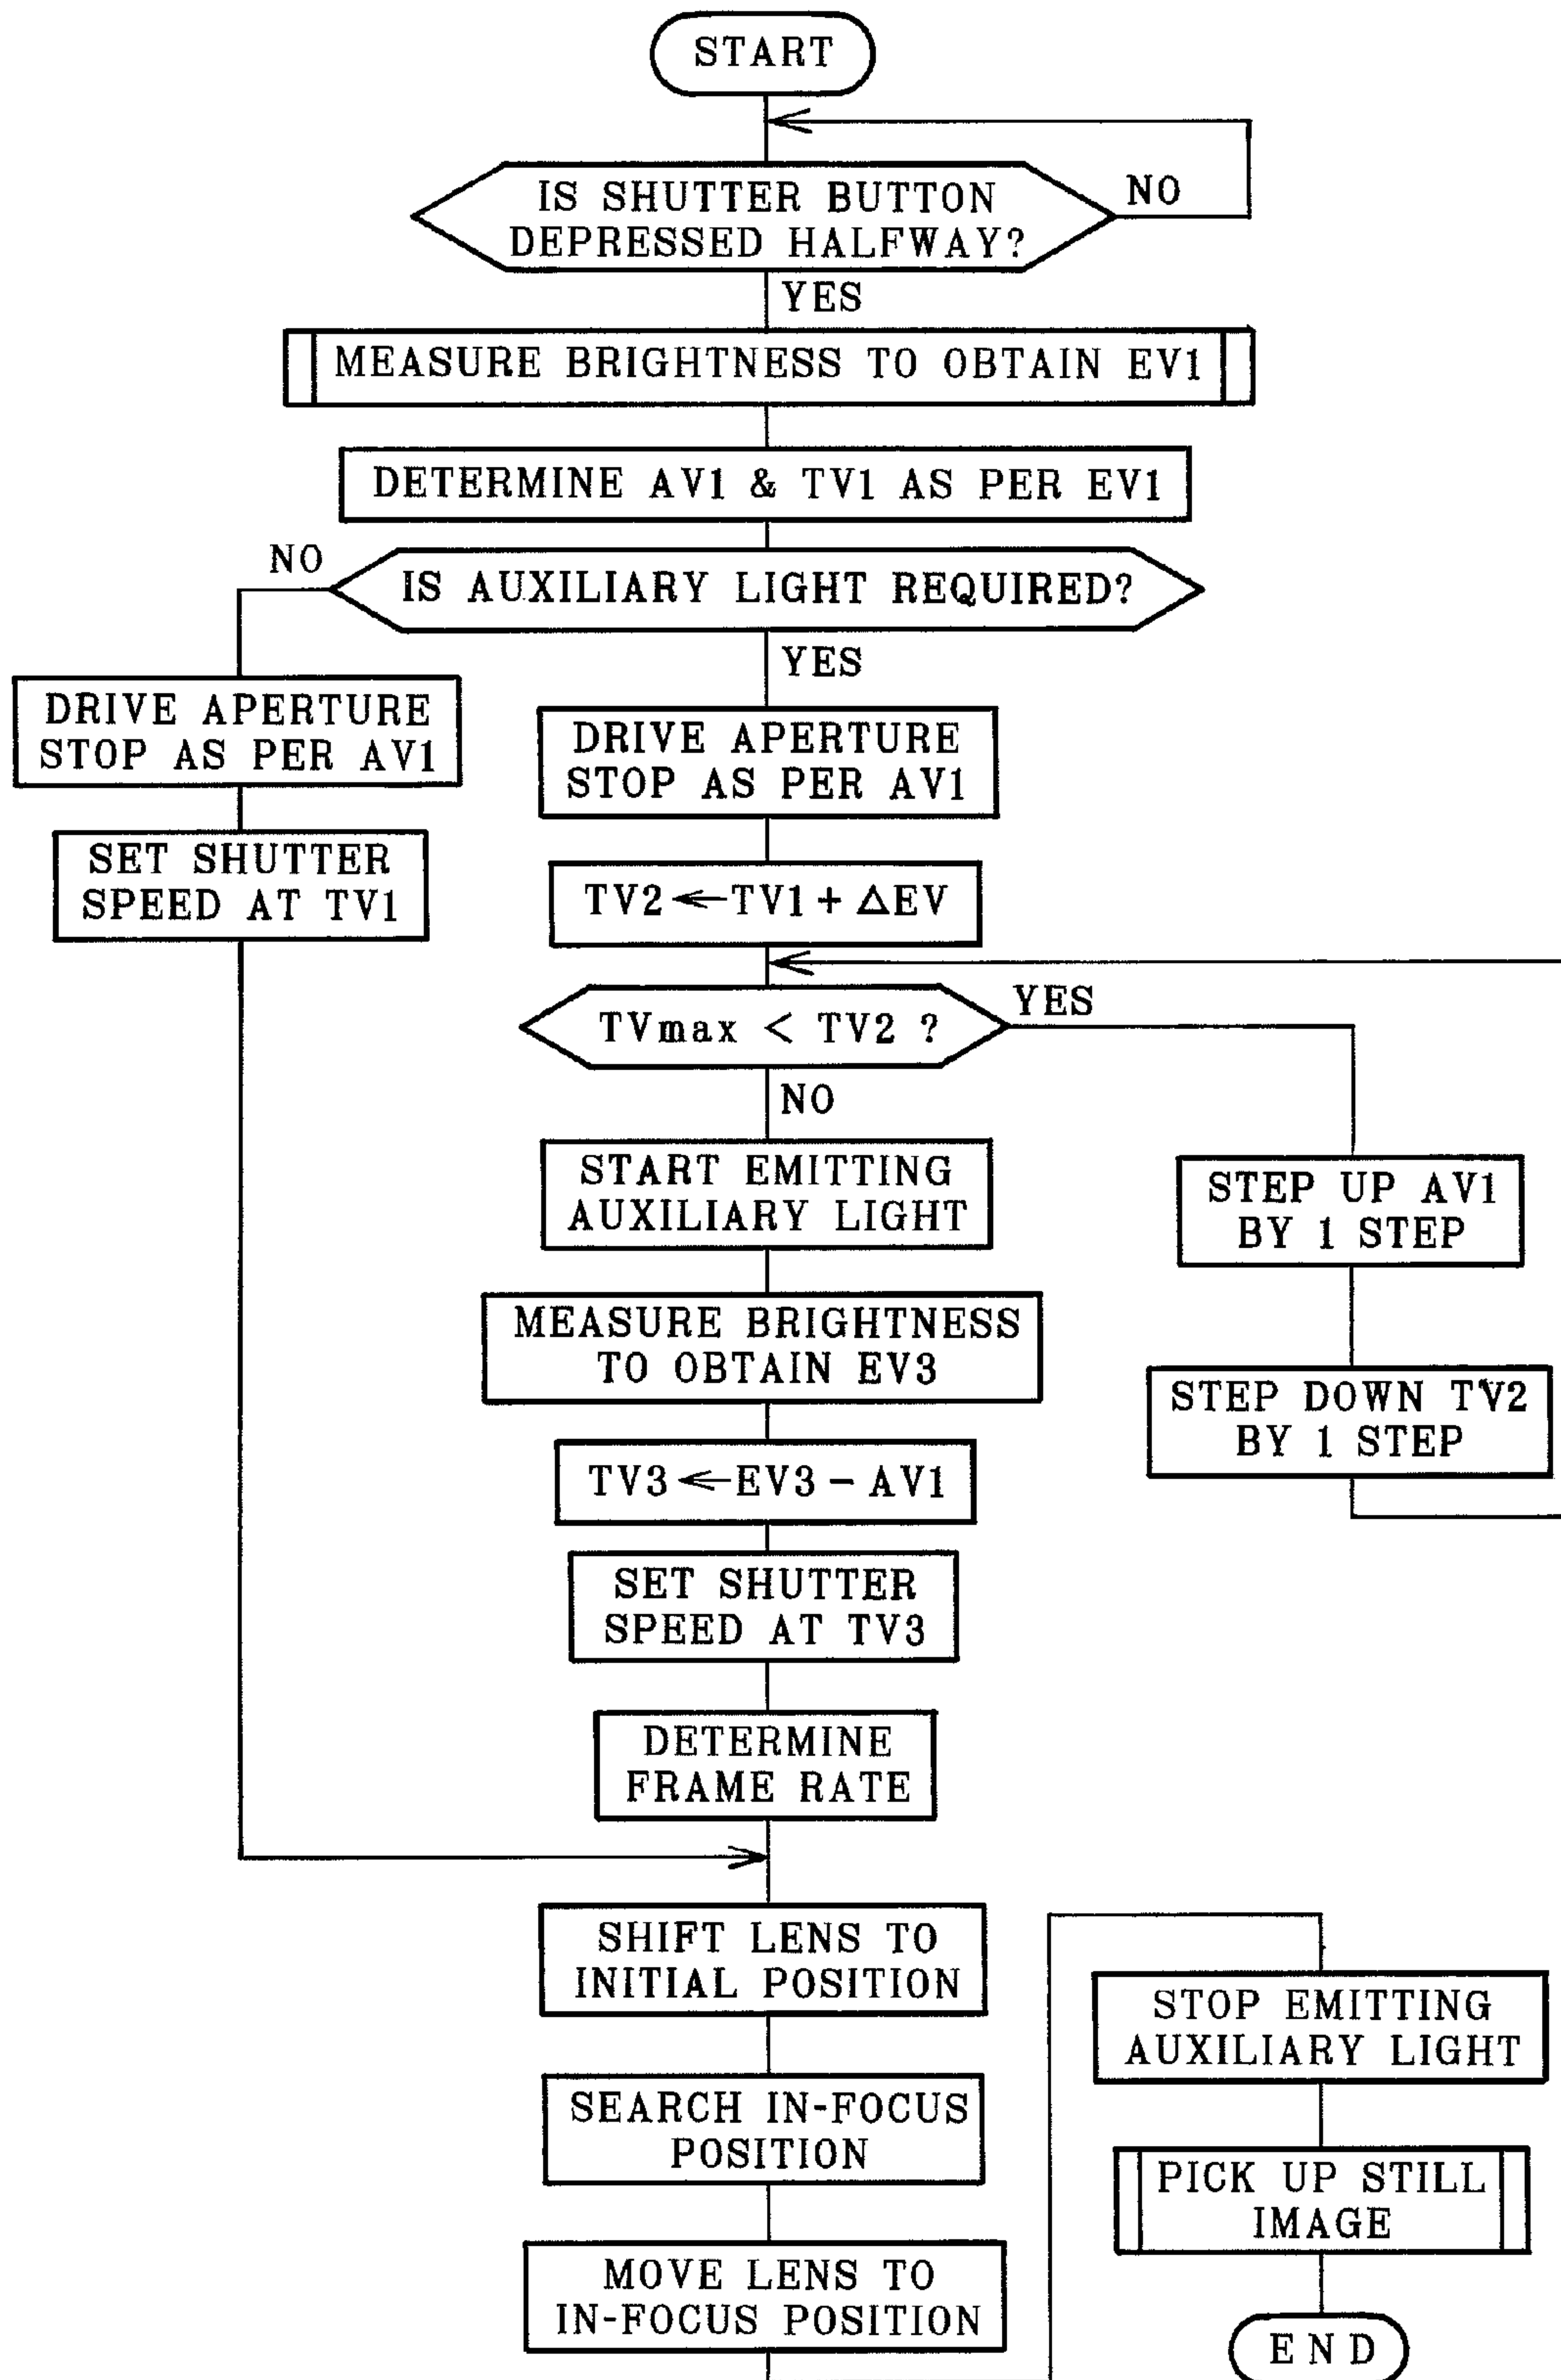 START
IS SHUTTER BUTTON
DEPRESSED HALFWAY?
NO
YES
MEASURE BRIGHTNESS TO OBTAIN EV1
DETERMINE AV1 & TV1 AS PER EV1
NO
IS AUXILIARY LIGHT REQUIRED?
YES
DRIVE APERTURE
STOP AS PER AV1
SET SHUTTER
SPEED AT TV1
DRIVE APERTURE
STOP AS PER AV1
TV2←TV1+ΔEV
TVmax < TV2 ?
YES
NO
STEP UP AV1
BY 1 STEP
STEP DOWN TV2
BY 1 STEP
START EMITTING
AUXILIARY LIGHT
MEASURE BRIGHTNESS
TO OBTAIN EV3
TV3←EV3-AV1
SET SHUTTER
SPEED AT TV3
DETERMINE
FRAME RATE
SHIFT LENS TO
INITIAL POSITION
SEARCH IN-FOCUS
POSITION
MOVE LENS TO
IN-FOCUS POSITION
STOP EMITTING
AUXILIARY LIGHT
PICK UP STILL
IMAGE
END